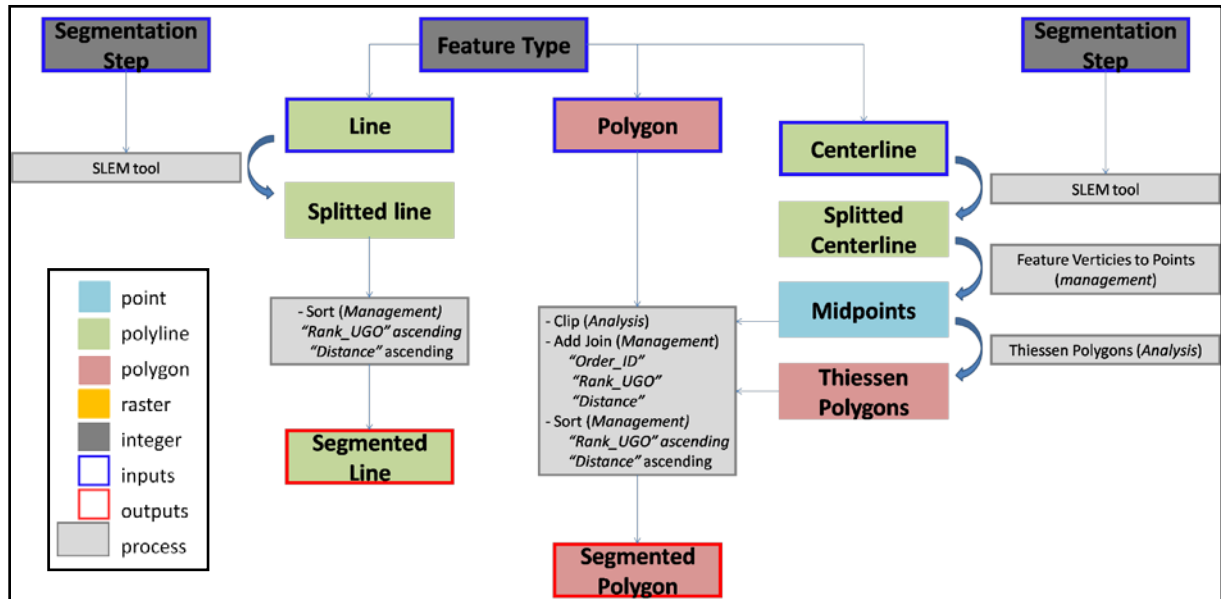 Segmentation
Step
Feature Type
Segmentation
Step
Line
Polygon
Centerline
SLEM tool
SLEM tool
Splitted line
Splitted
Centerline
Feature Verticies to Points
(management)
point
polyline
polygon
raster
integer
inputs
outputs
process
- Sort (Management)
"Rank_UGO" ascending
"Distance" ascending
- Clip (Analysis)
- Add Join (Management)
"Order_ID"
"Rank_UGO"
"Distance"
- Sort (Management)
"Rank_UGO" ascending
"Distance" ascending
Midpoints
Thiessen Polygons (Analysis)
Thiessen
Polygons
Segmented
Line
Segmented
Polygon